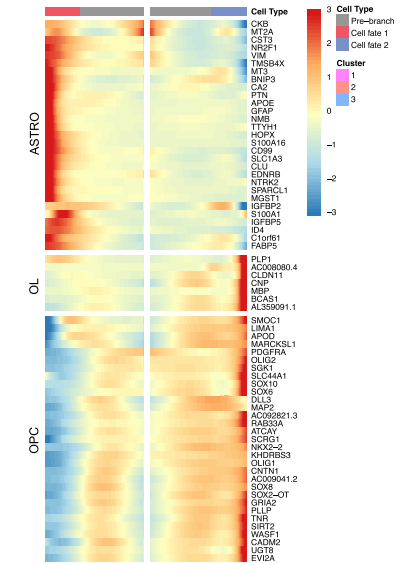 Cell Type
CKB
MT2A
CST3
NR2F1
VIM
TMSB4X
MT3
BNIP3
CA2
PTN
APOE
GFAP
NMB
TTYH1
HOPX
S100A16
CD99
SLC1A3
CLU
EDNRB
NTRK2
SPARCL1
MGST1
IGFBP2
S100A1
IGFBP5
ID4
C1orf61
FABP5
ASTRO
PLP1
AC008080.4
CLDN11
CNP
MBP
BCAS1
AL359091.1
OL
SMOC1
LIMA1
APOD
MARCKSL1
PDGFRA
OLIG2
SGK1
SLC44A1
SOX10
SOX6
DLL3
MAP2
AC092821.3
RAB33A
ATCAY
SCRG1
NKX2−2
KHDRBS3
OLIG1
CNTN1
AC009041.2
SOX8
SOX2−OT
GRIA2
PLLP
TNR
SIRT2
WASF1
CADM2
UGT8
EVI2A
OPC
3
2
1
0
−1
−2
−3
Cell Type
Pre−branch
Cell fate 1
Cell fate 2
Cluster
1
2
3